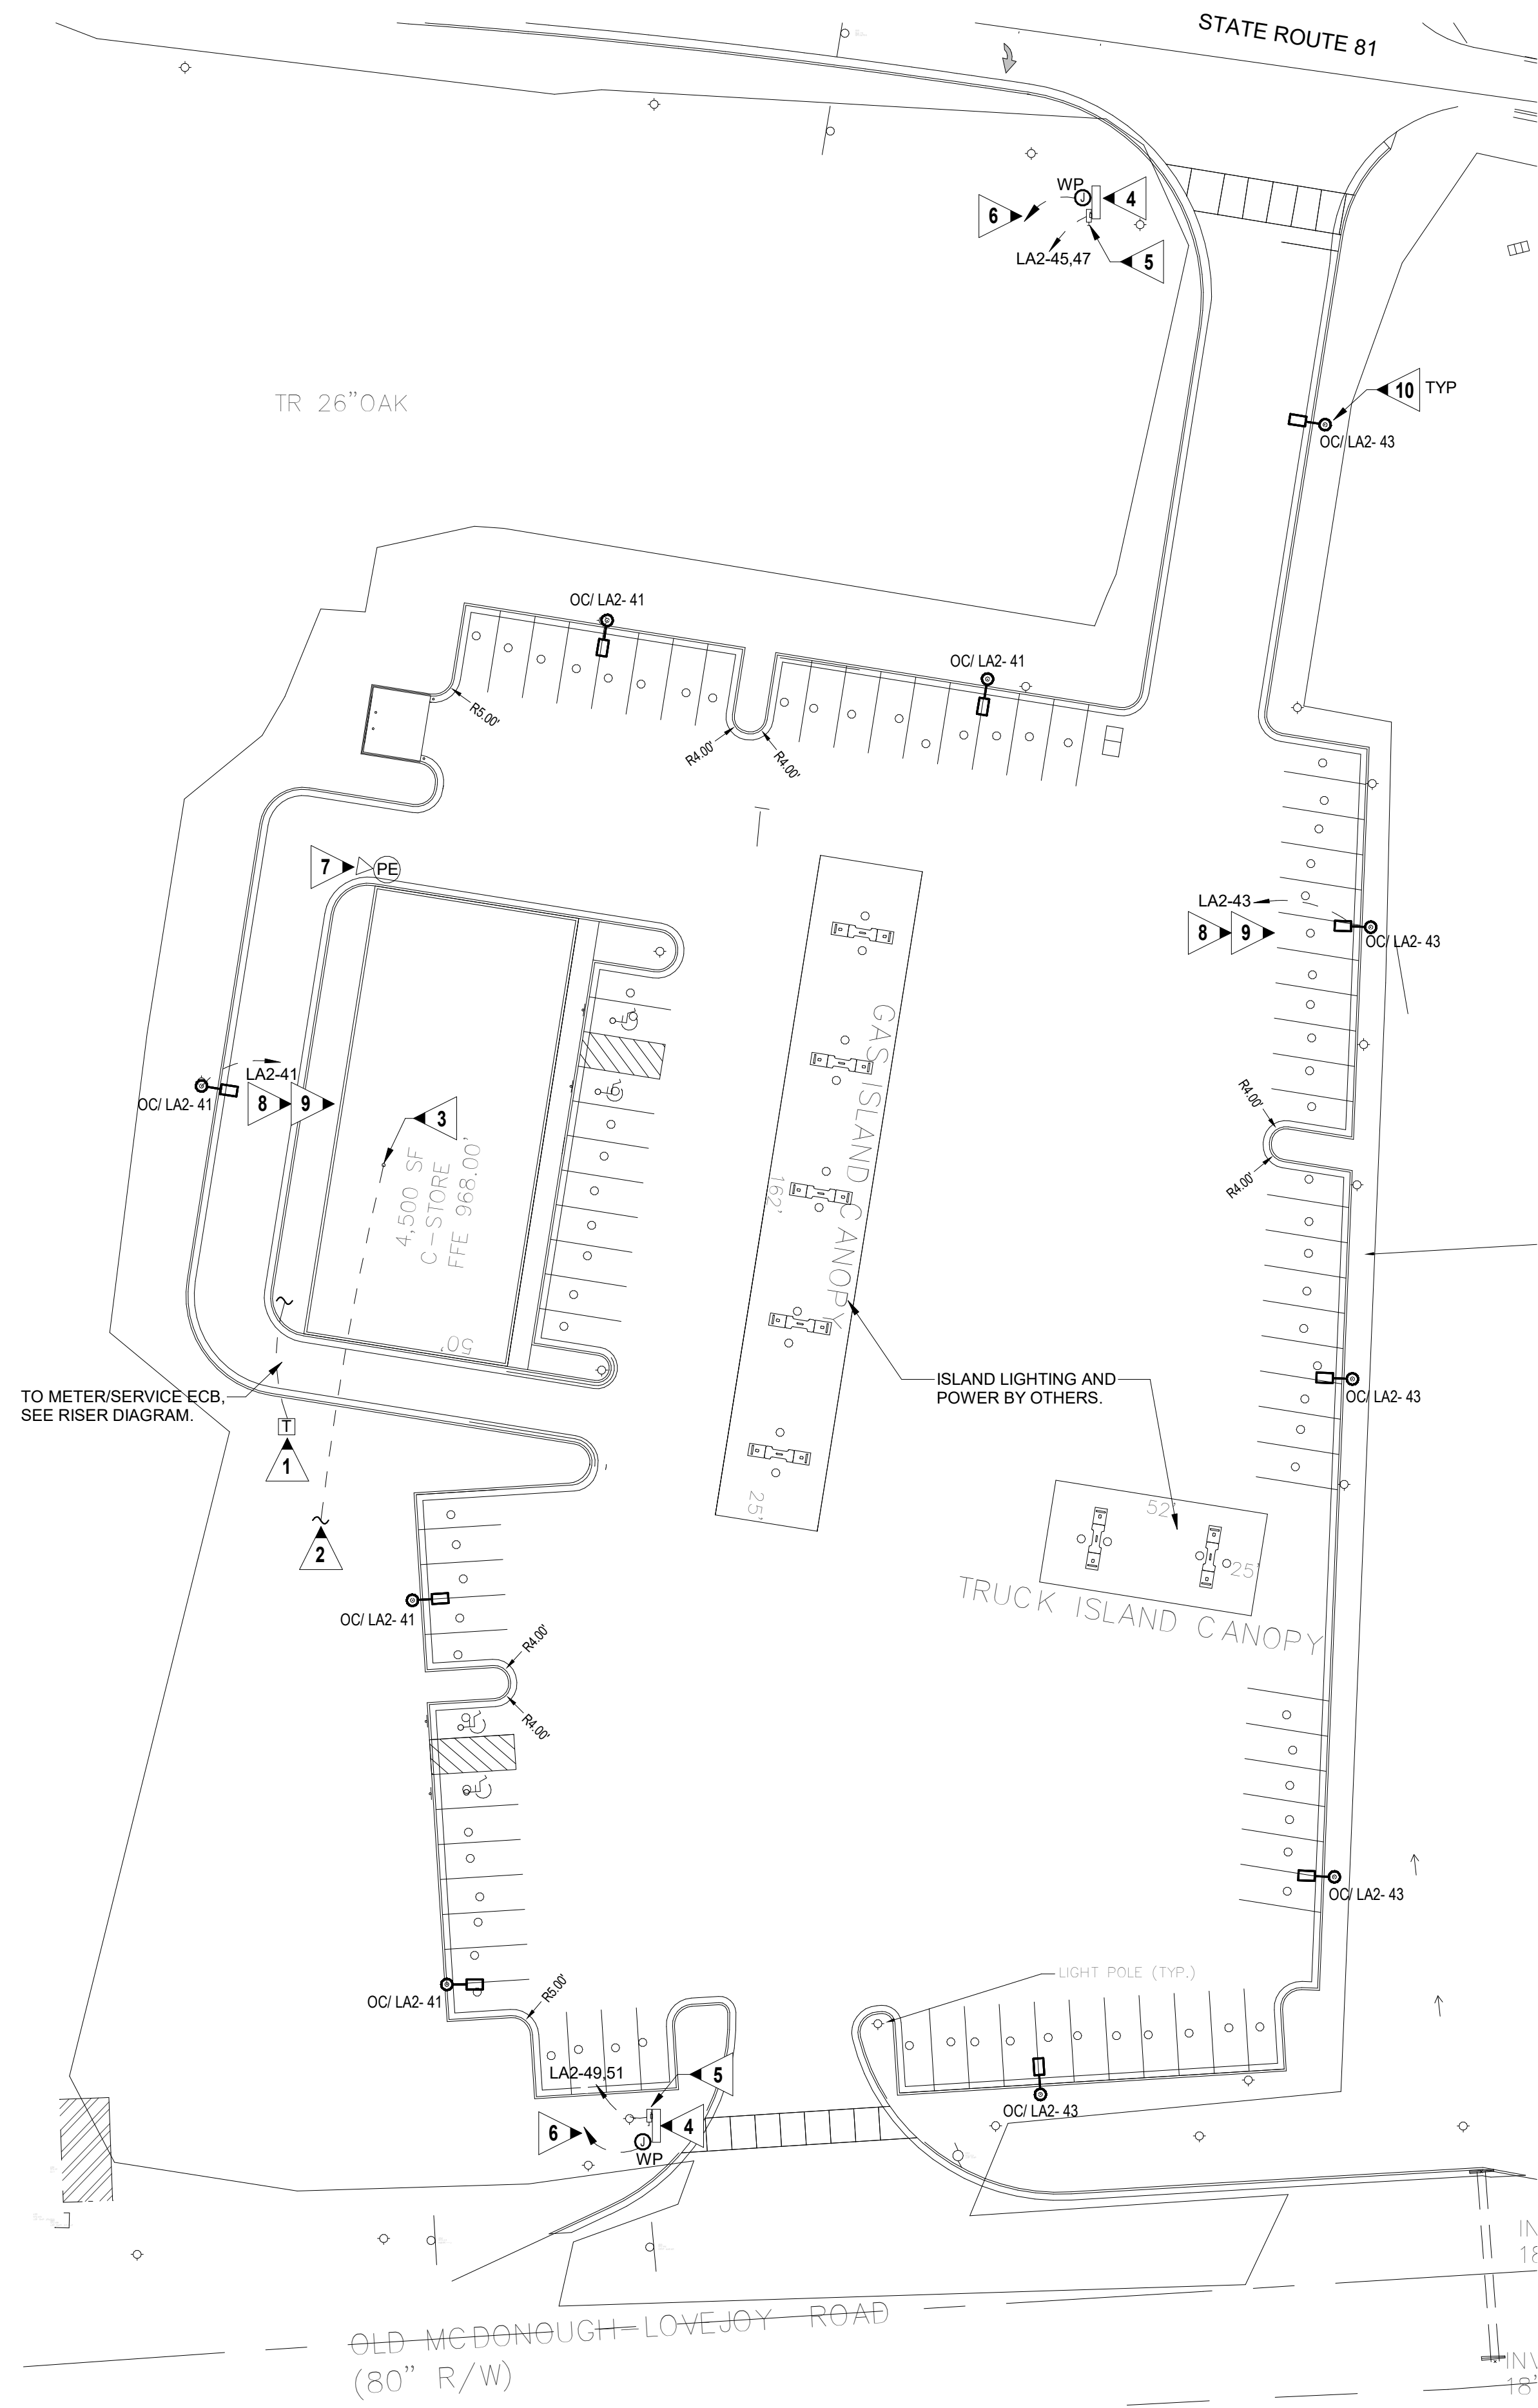 STATE ROUTE 81
WP
J
4
6
LA2-45,47
5
TR 26”OAK
10 TYP
OC/ LA2- 43
OC/ LA2- 41
OC/ LA2- 41
R5.00'
R4.00'
R4.00'
7
PE
LA2-43
8
9
OC/ LA2- 43
GAS ISLAND CANOPY
162'
25'
LA2-41
OC/ LA2- 41
8
9
3
4,500 SF
C-STORE
FFE 968.00'
50'
R4.00'
R4.00'
TO METER/SERVICE ECB,
SEE RISER DIAGRAM.
T
1
2
ISLAND LIGHTING AND
POWER BY OTHERS.
OC/ LA2- 43
52'
25'
TRUCK ISLAND CANOPY
OC/ LA2- 41
R4.00'
R4.00'
OC/ LA2- 43
OC/ LA2- 41
R5.00'
LIGHT POLE (TYP.)
LA2-49,51
5
6
4
J
WP
OC/ LA2- 43
OLD MCDONOUGH-LOVEJOY ROAD
(80” R/W)
IN
18
INV
18"